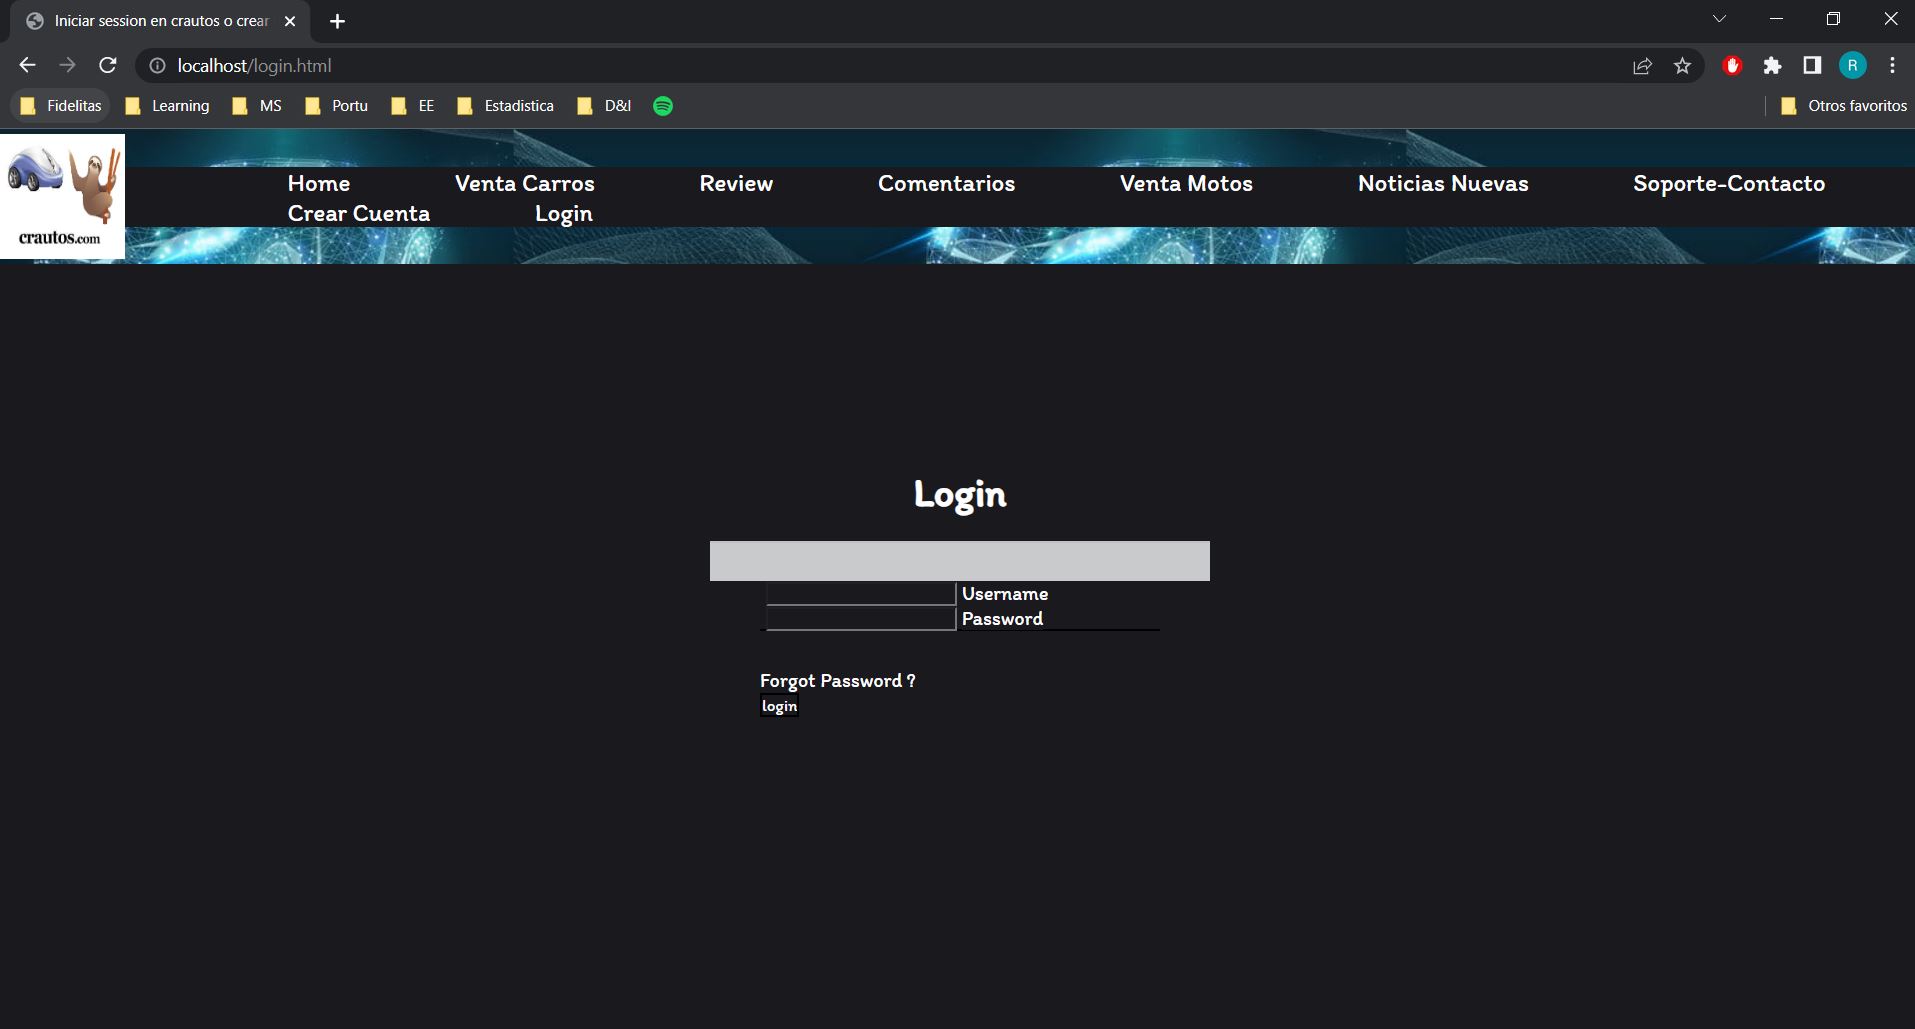 Iniciar session en crautos o crear
localhost/login.html
R
Fidelitas Learning MS Portu EE Estadistica D&I Otros favoritos
crautos.com
Home Venta Carros Review Comentarios Venta Motos Noticias Nuevas Soporte-Contacto
Crear Cuenta Login
Login
Username
Password
Forgot Password ?
login